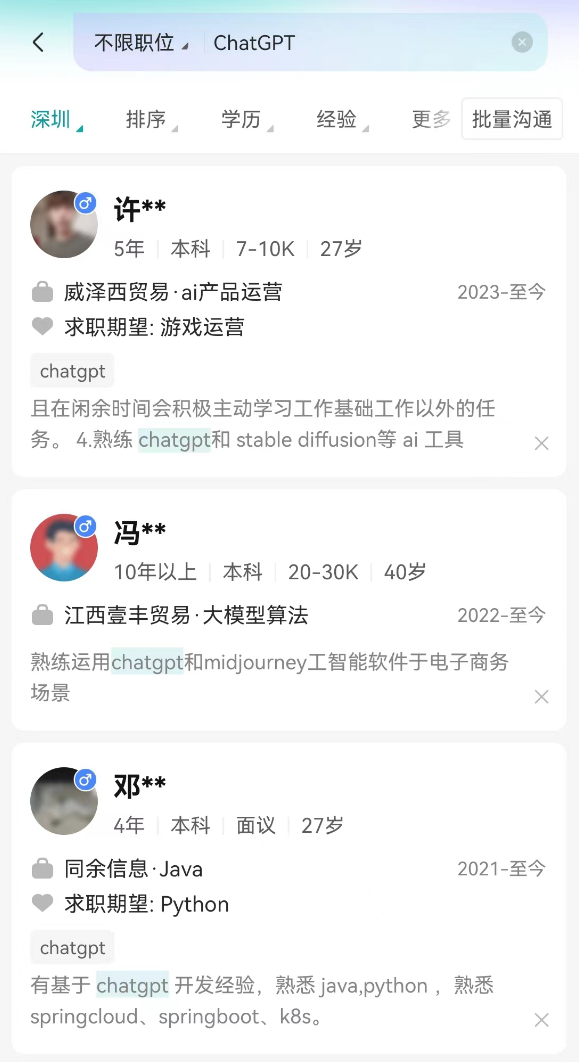 不限职位 ChatGPT
深圳 排序 学历 经验 更多 批量沟通
许**
5年 本科 7-10K 27岁
威泽西贸易·ai产品运营 2023-至今
求职期望: 游戏运营
chatgpt
且在闲余时间会积极主动学习工作基础工作以外的任
务。 4.熟练 chatgpt和 stable diffusion等 ai 工具
冯**
10年以上 本科 20-30K 40岁
江西壹丰贸易·大模型算法 2022-至今
熟练运用chatgpt和midjourney工智能软件于电子商务
场景
邓**
4年 本科 面议 27岁
同余信息·Java 2021-至今
求职期望: Python
chatgpt
有基于 chatgpt 开发经验，熟悉 java,python ，熟悉
springcloud、springboot、k8s。